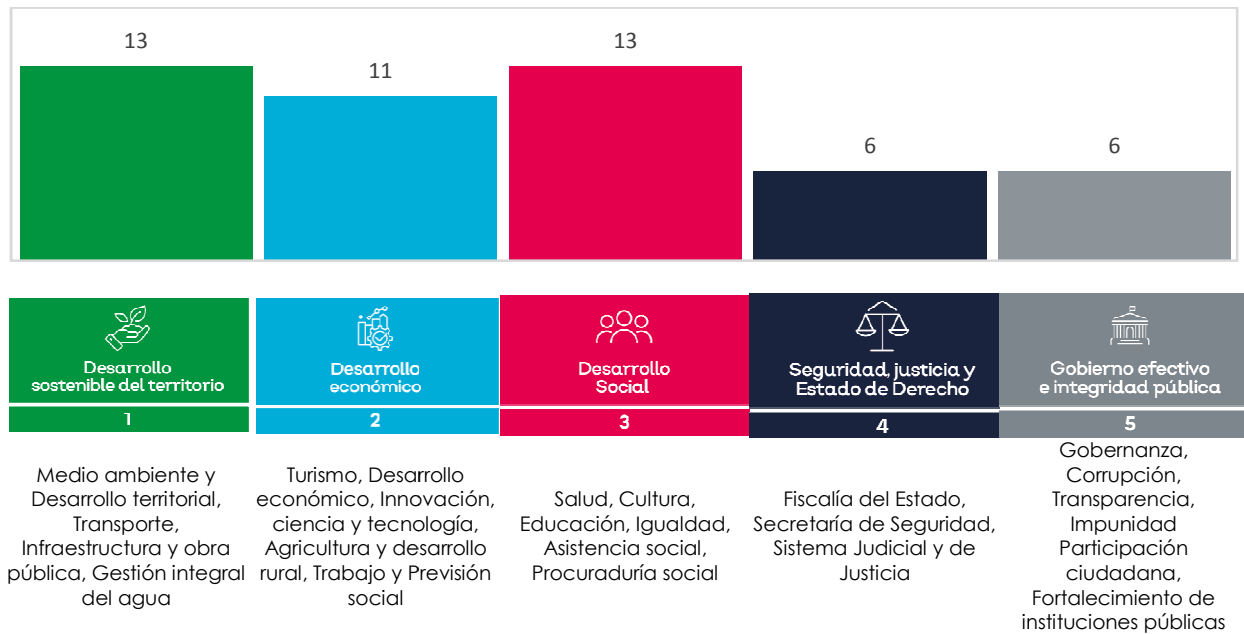 13
11
13
6
6
Desarrollo
sostenible del territorio
1
Desarrollo
económico
2
Desarrollo
Social
3
Seguridad, justicia y
Estado de Derecho
4
Gobierno efectivo
e integridad pública
5
Medio ambiente y
Desarrollo territorial,
Transporte,
Infraestructura y obra
pública, Gestión integral
del agua
Turismo, Desarrollo
económico, Innovación,
ciencia y tecnología,
Agricultura y desarrollo
rural, Trabajo y Previsión
social
Salud, Cultura,
Educación, Igualdad,
Asistencia social,
Procuraduría social
Fiscalía del Estado,
Secretaría de Seguridad,
Sistema Judicial y de
Justicia
Gobernanza,
Corrupción,
Transparencia,
Impunidad
Participación
ciudadana,
Fortalecimiento de
instituciones públicas